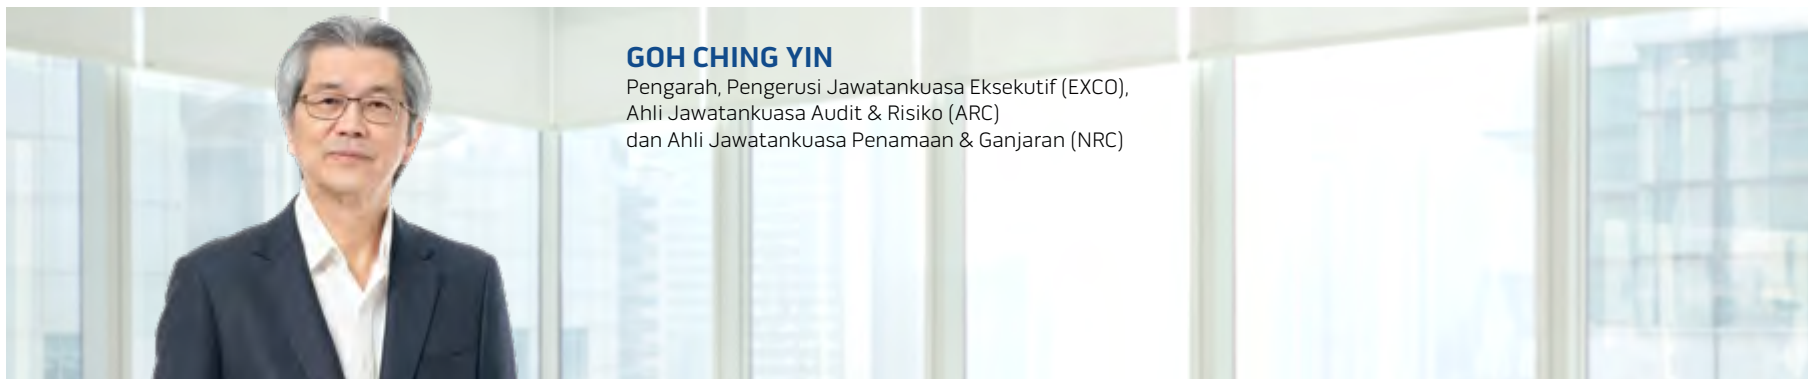 GOH CHING YIN
Pengarah, Pengerusi Jawatankuasa Eksekutif (EXCO),
Ahli Jawatankuasa Audit & Risiko (ARC)
dan Ahli Jawatankuasa Penamaan & Ganjaran (NRC)